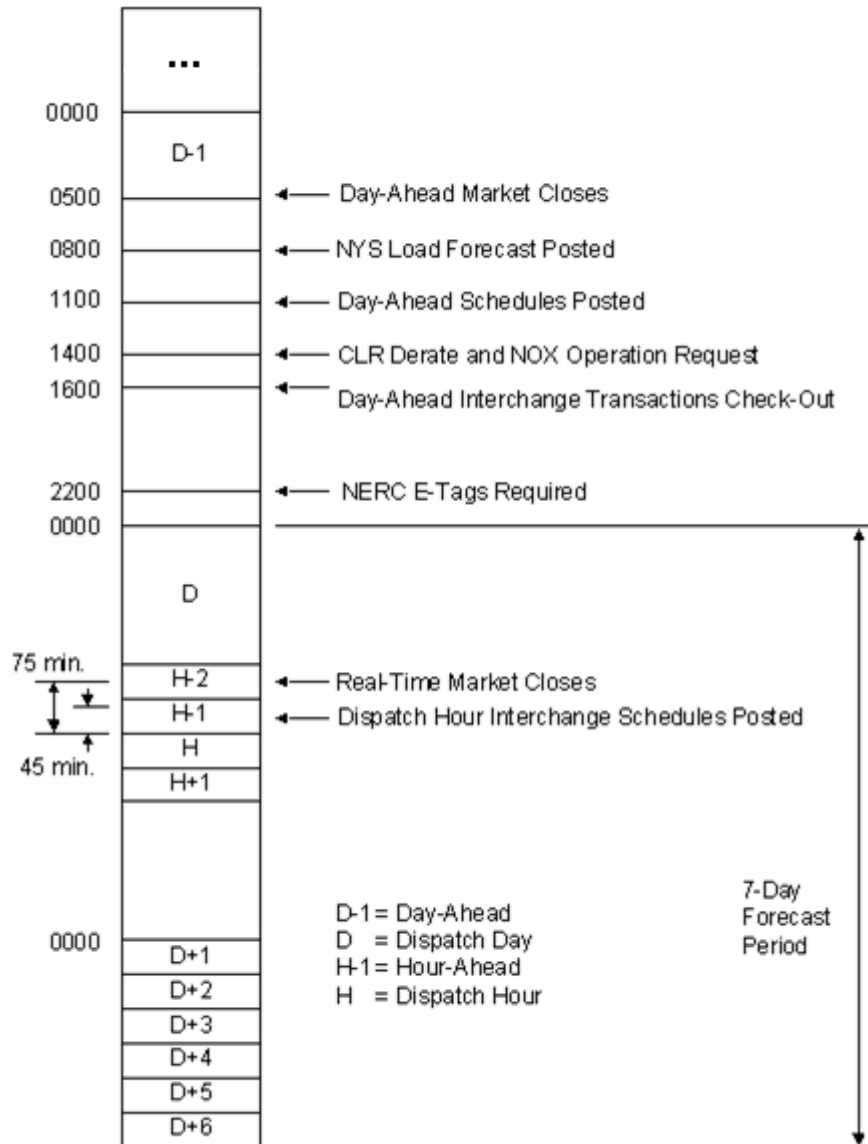 ...
0000
D-1
0500 Day-Ahead Market Closes
0800 NYS Load Forecast Posted
1100 Day-Ahead Schedules Posted
1400 CLR Derate and NOX Operation Request
1600 Day-Ahead Interchange Transactions Check-Out
2200 NERC E-Tags Required
0000
D
75 min.
H-2 Real-Time Market Closes
H-1 Dispatch Hour Interchange Schedules Posted
H
45 min.
H+1
7-Day
Forecast
Period
D-1 = Day-Ahead
D = Dispatch Day
H-1 = Hour-Ahead
H = Dispatch Hour
0000
D+1
D+2
D+3
D+4
D+5
D+6